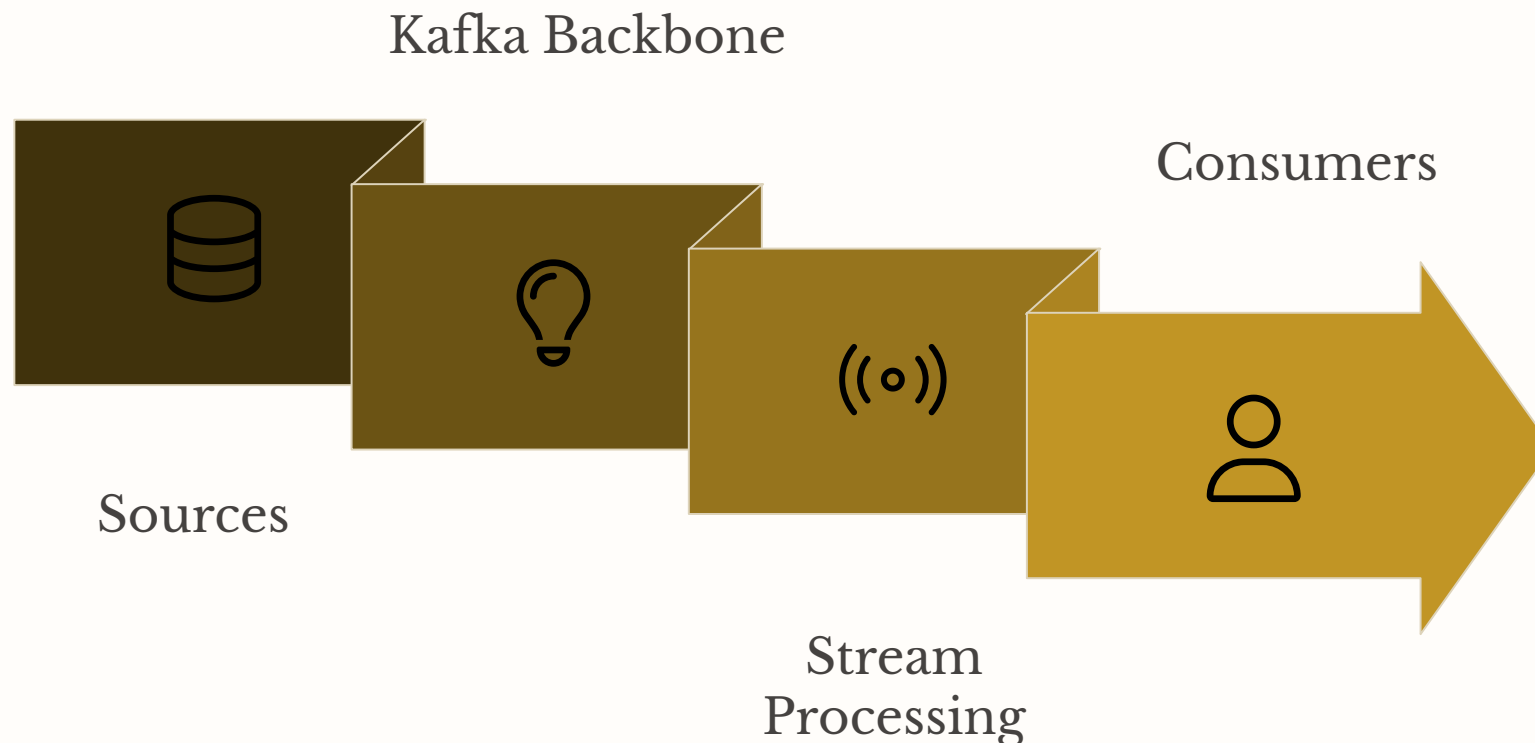 Kafka Backbone
Consumers
Sources
Stream
Processing